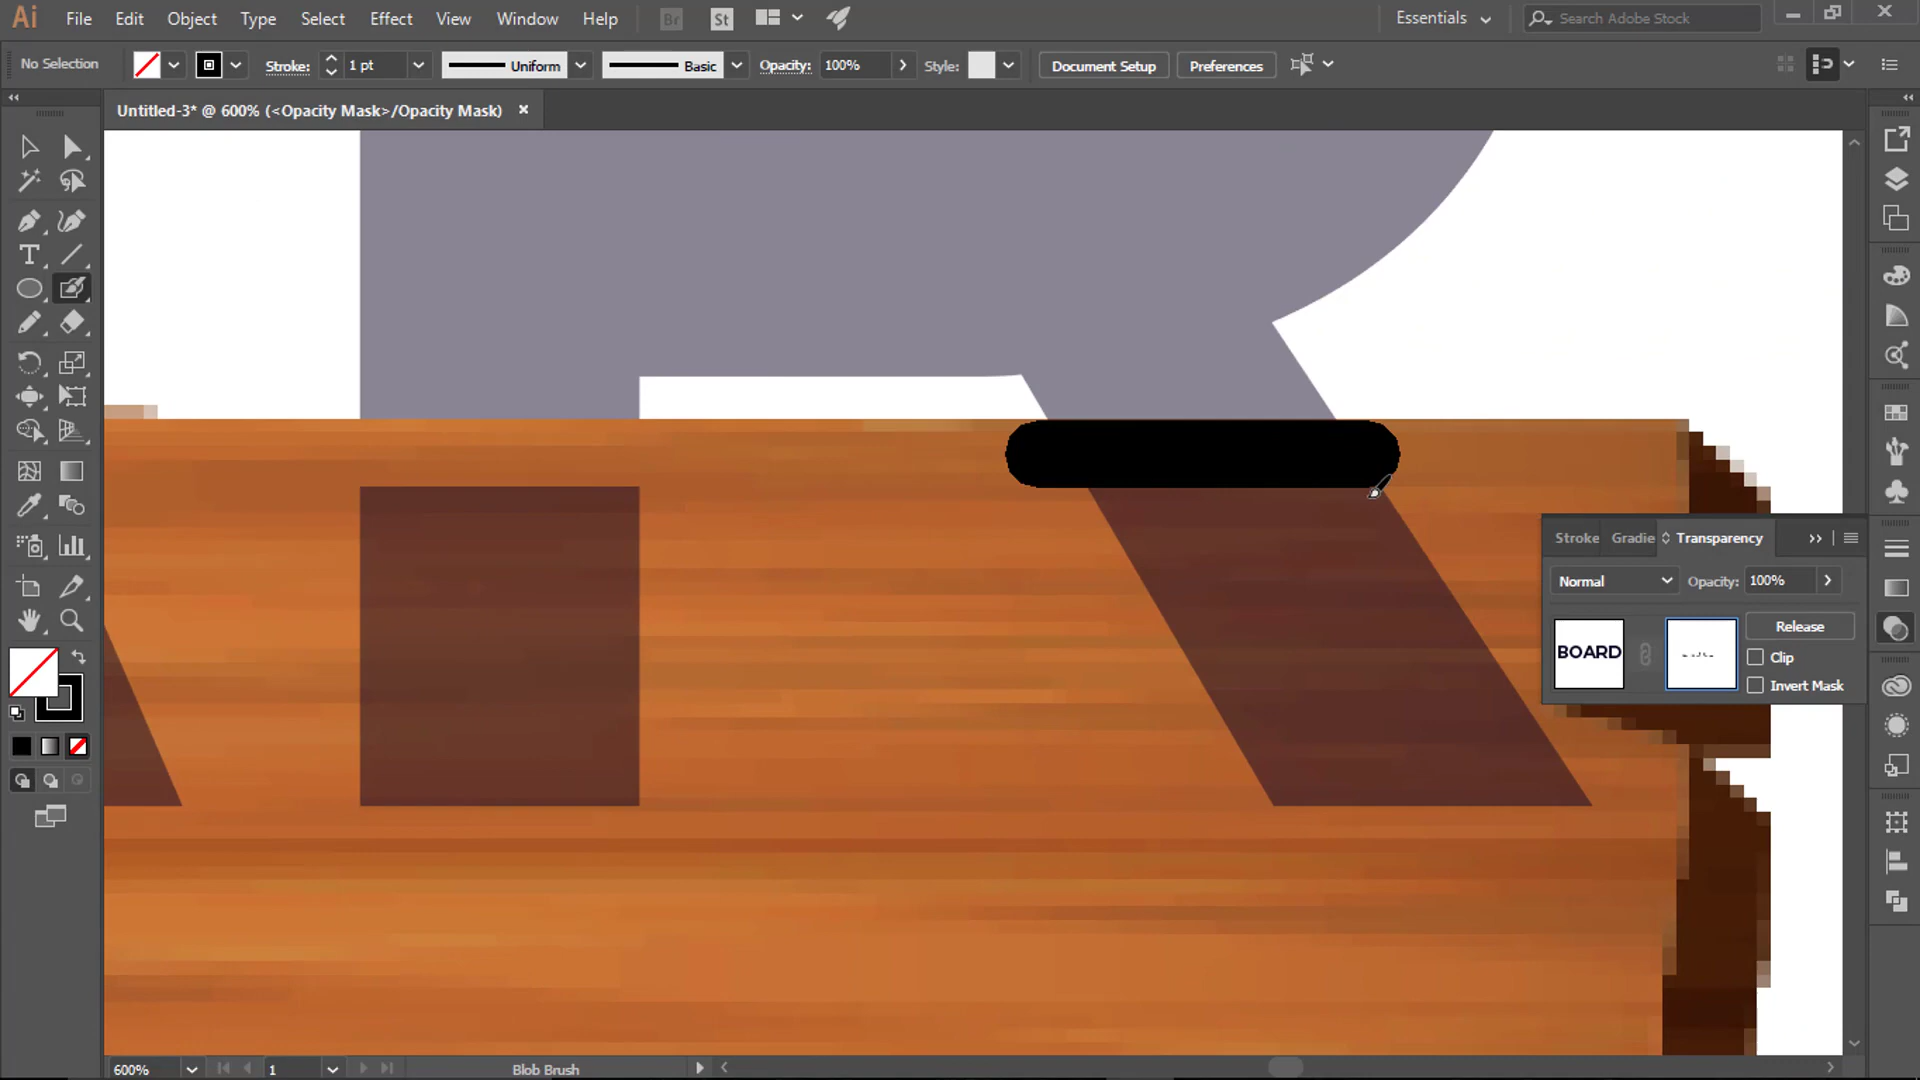 Ai File Edit Object Type Select Effect View Window Help Br St Essentials Search Adobe Stock
No Selection Stroke: 1 pt Uniform Basic Opacity: 100% Style: Document Setup Preferences
Untitled-3* @ 600% (<Opacity Mask>/Opacity Mask) ×
Stroke Gradie Transparency
Normal Opacity: 100%
BOARD
Release
Clip
Invert Mask
600% 1 Blob Brush